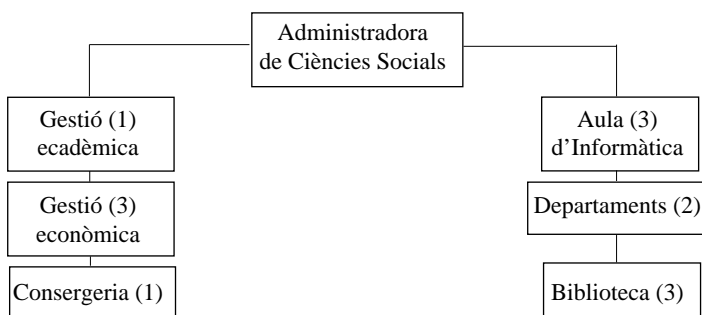 Administradora
de Ciències Socials
Gestió (1)
ecadèmica
Gestió (3)
econòmica
Consergeria (1)
Aula (3)
d’Informàtica
Departaments (2)
Biblioteca (3)